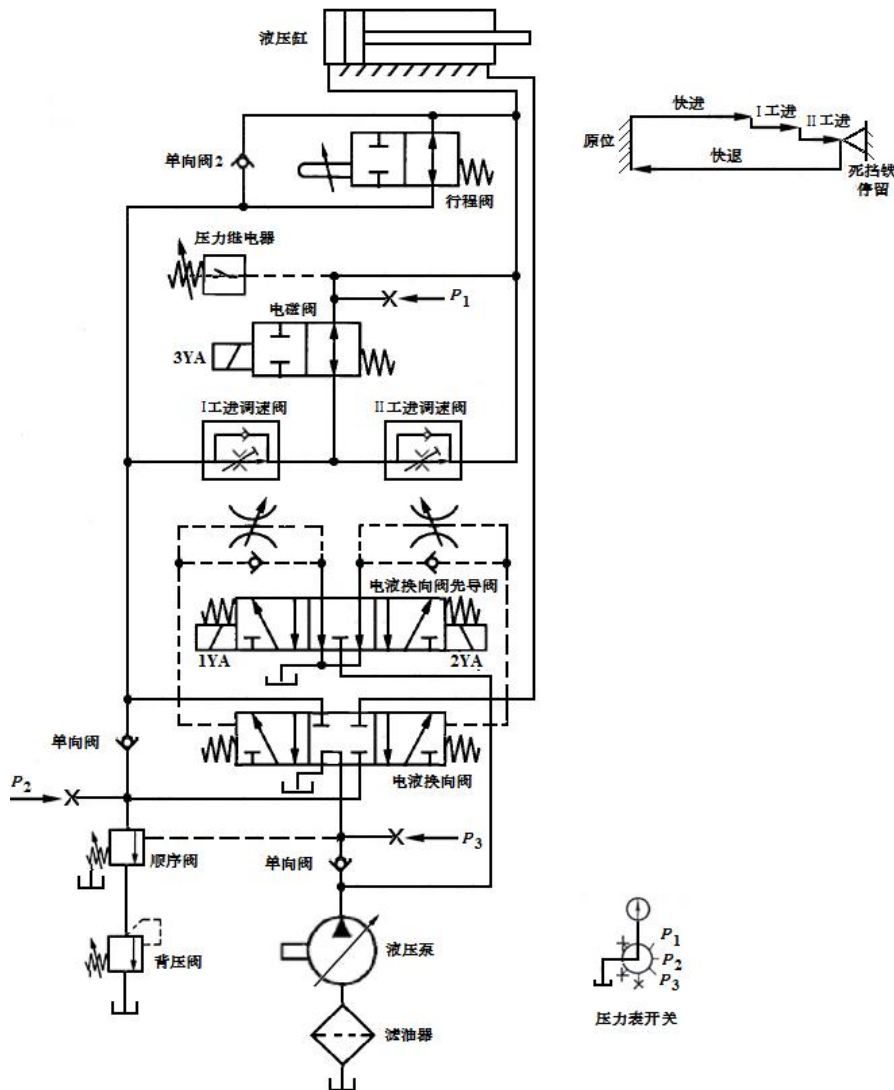 液压缸
快进
I工进
II工进
原位
快退
死挡铁
停留
单向阀2
行程阀
压力继电器
P1
电磁阀
3YA
I工进调速阀
II工进调速阀
电液换向阀先导阀
1YA
2YA
单向阀
电液换向阀
P2
P3
顺序阀
单向阀
背压阀
液压泵
P1
P2
P3
滤油器
压力表开关